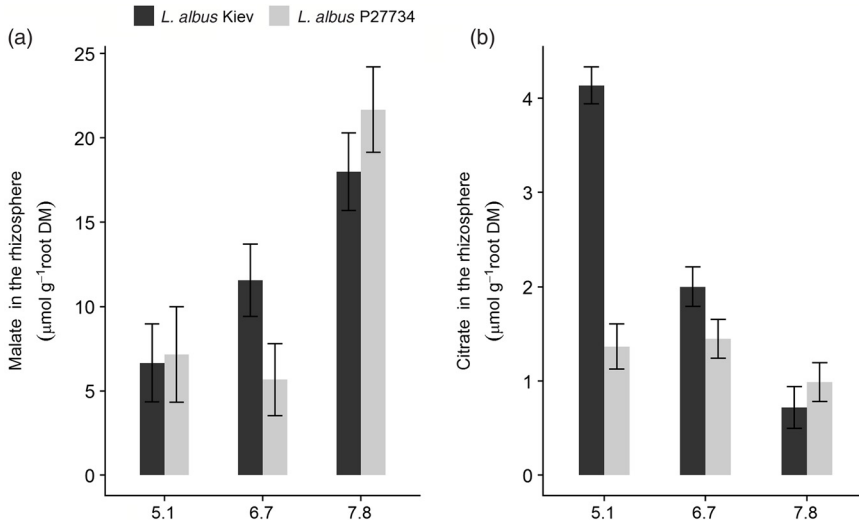 L. albus Kiev L. albus P27734
(a)
Malate in the rhizosphere
(μmol g⁻¹root DM)
25
20
15
10
5
0
5.1 6.7 7.8
(b)
Citrate in the rhizosphere
(μmol g⁻¹root DM)
4
3
2
1
0
5.1 6.7 7.8